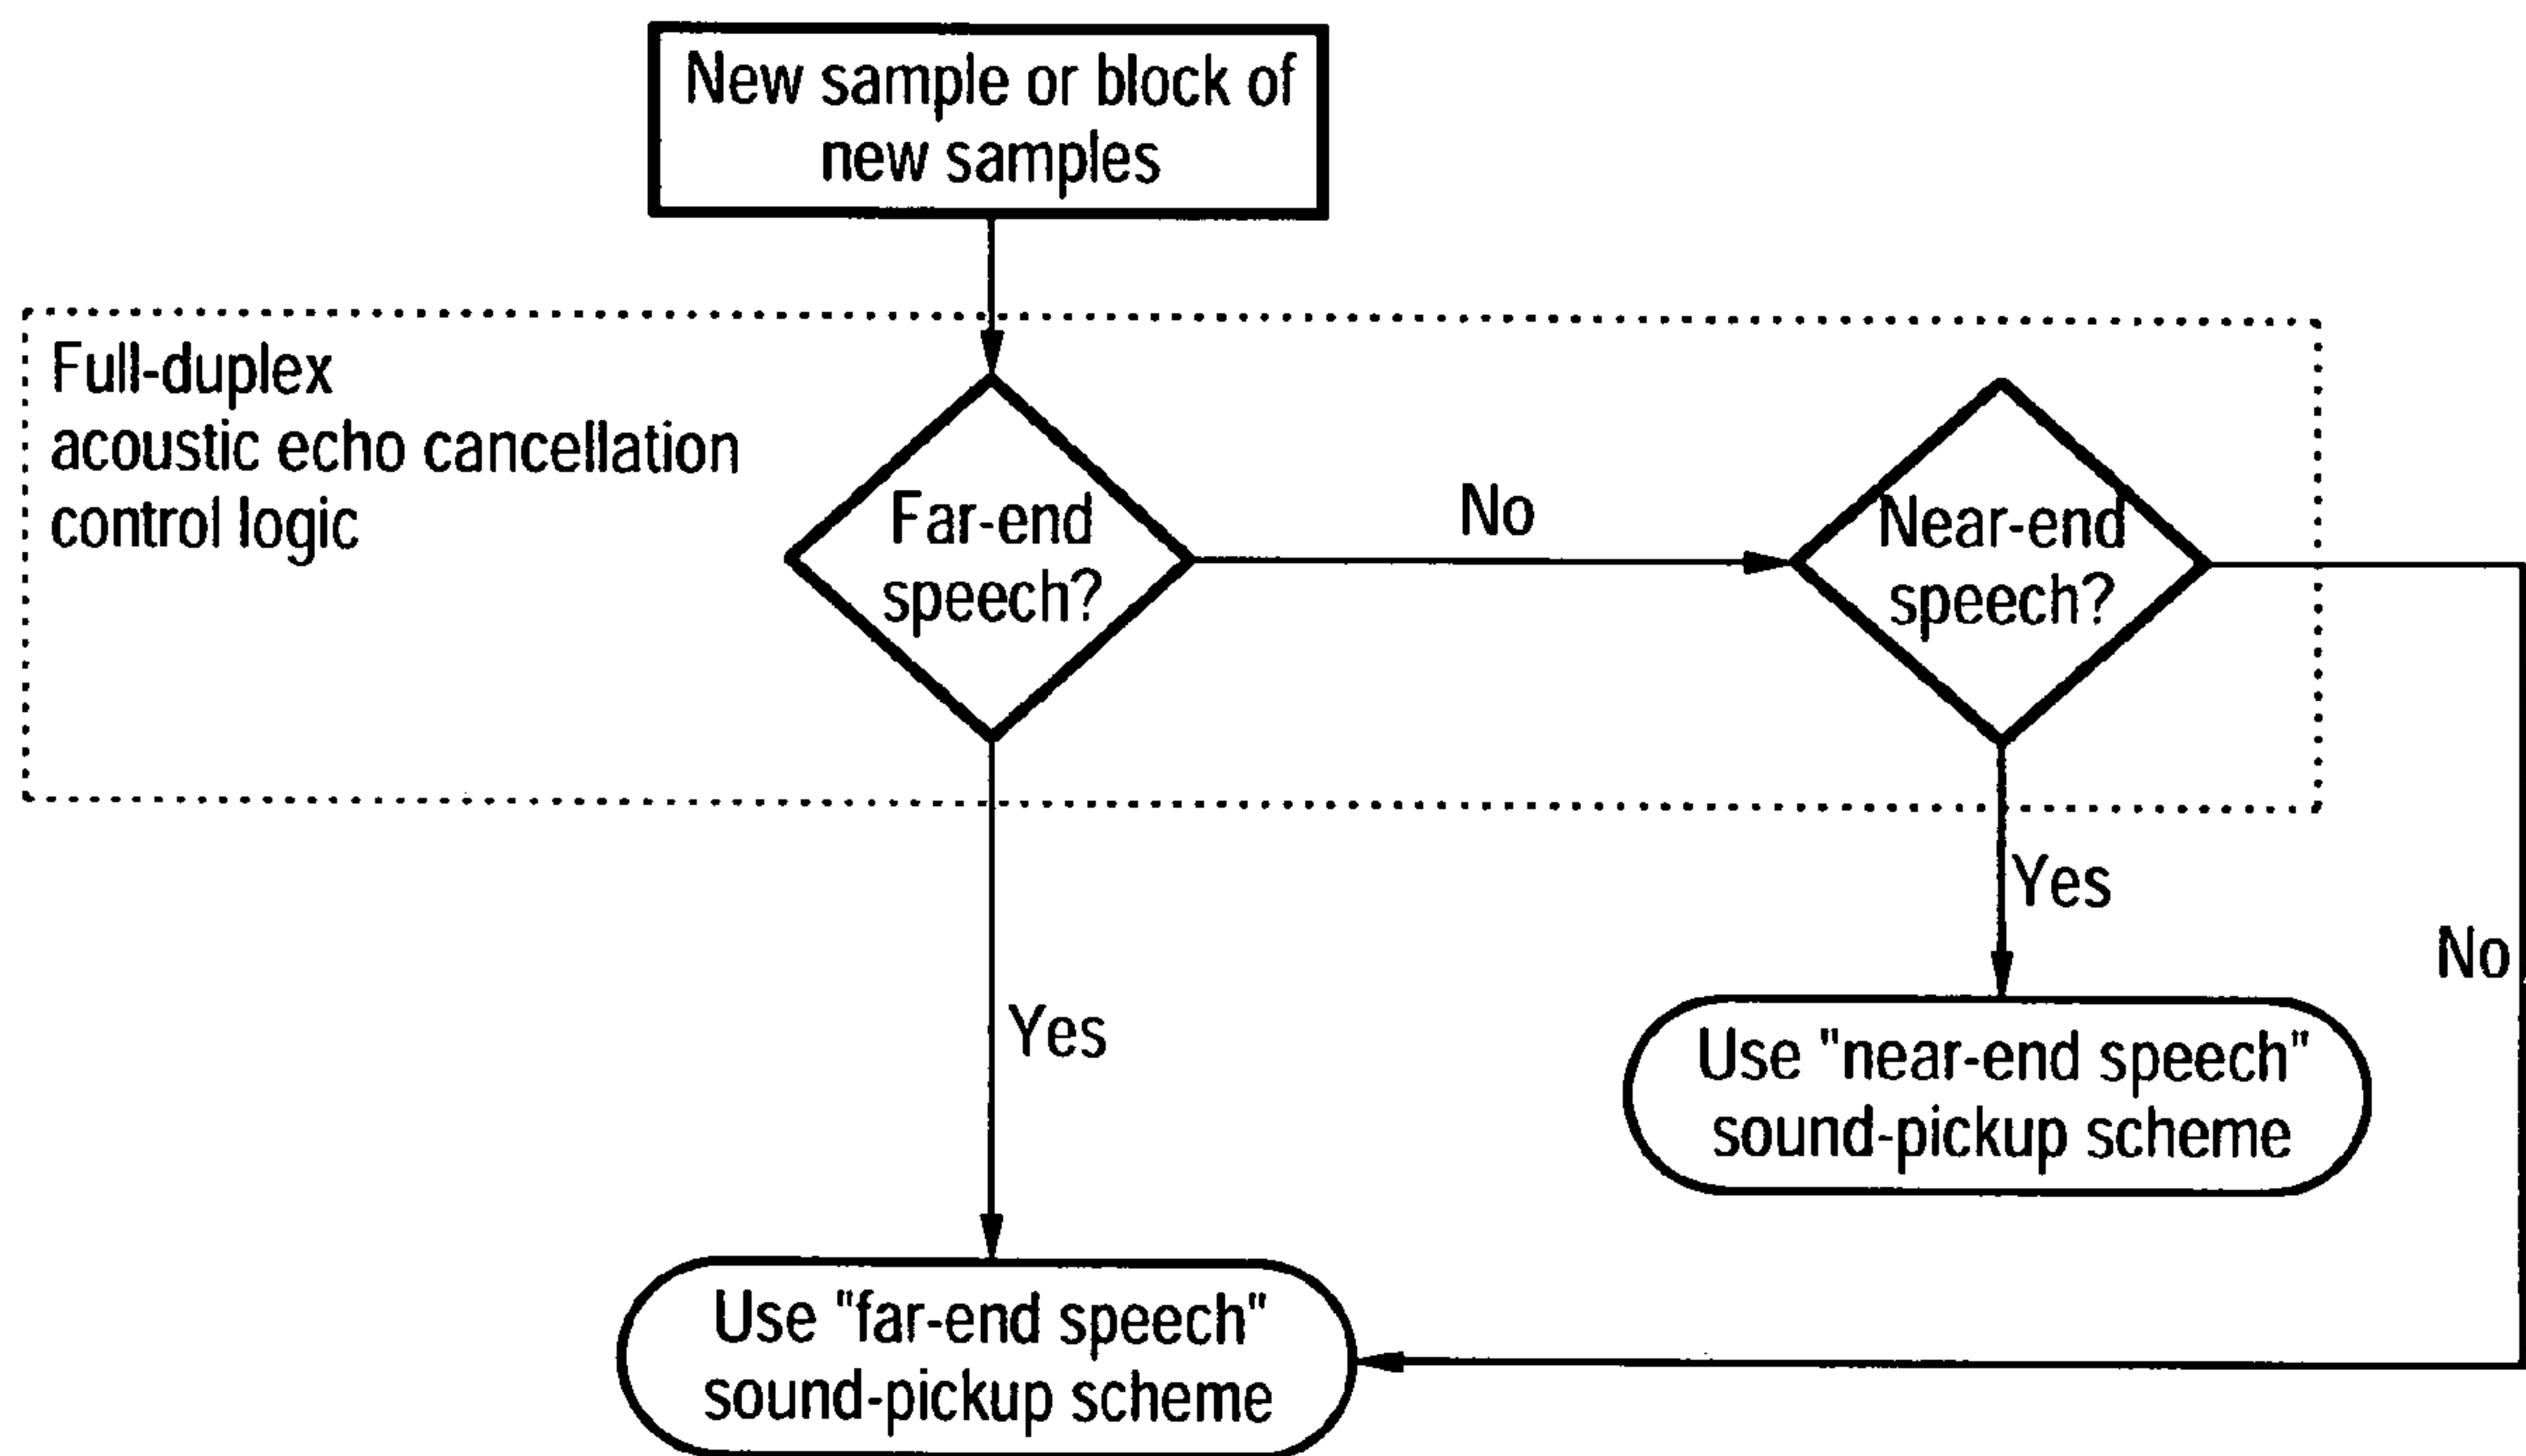 New sample or block of
new samples
Full-duplex
acoustic echo cancellation
control logic
Far-end
speech?
No
Near-end
speech?
Yes
No
Yes
Use "near-end speech"
sound-pickup scheme
Use "far-end speech"
sound-pickup scheme